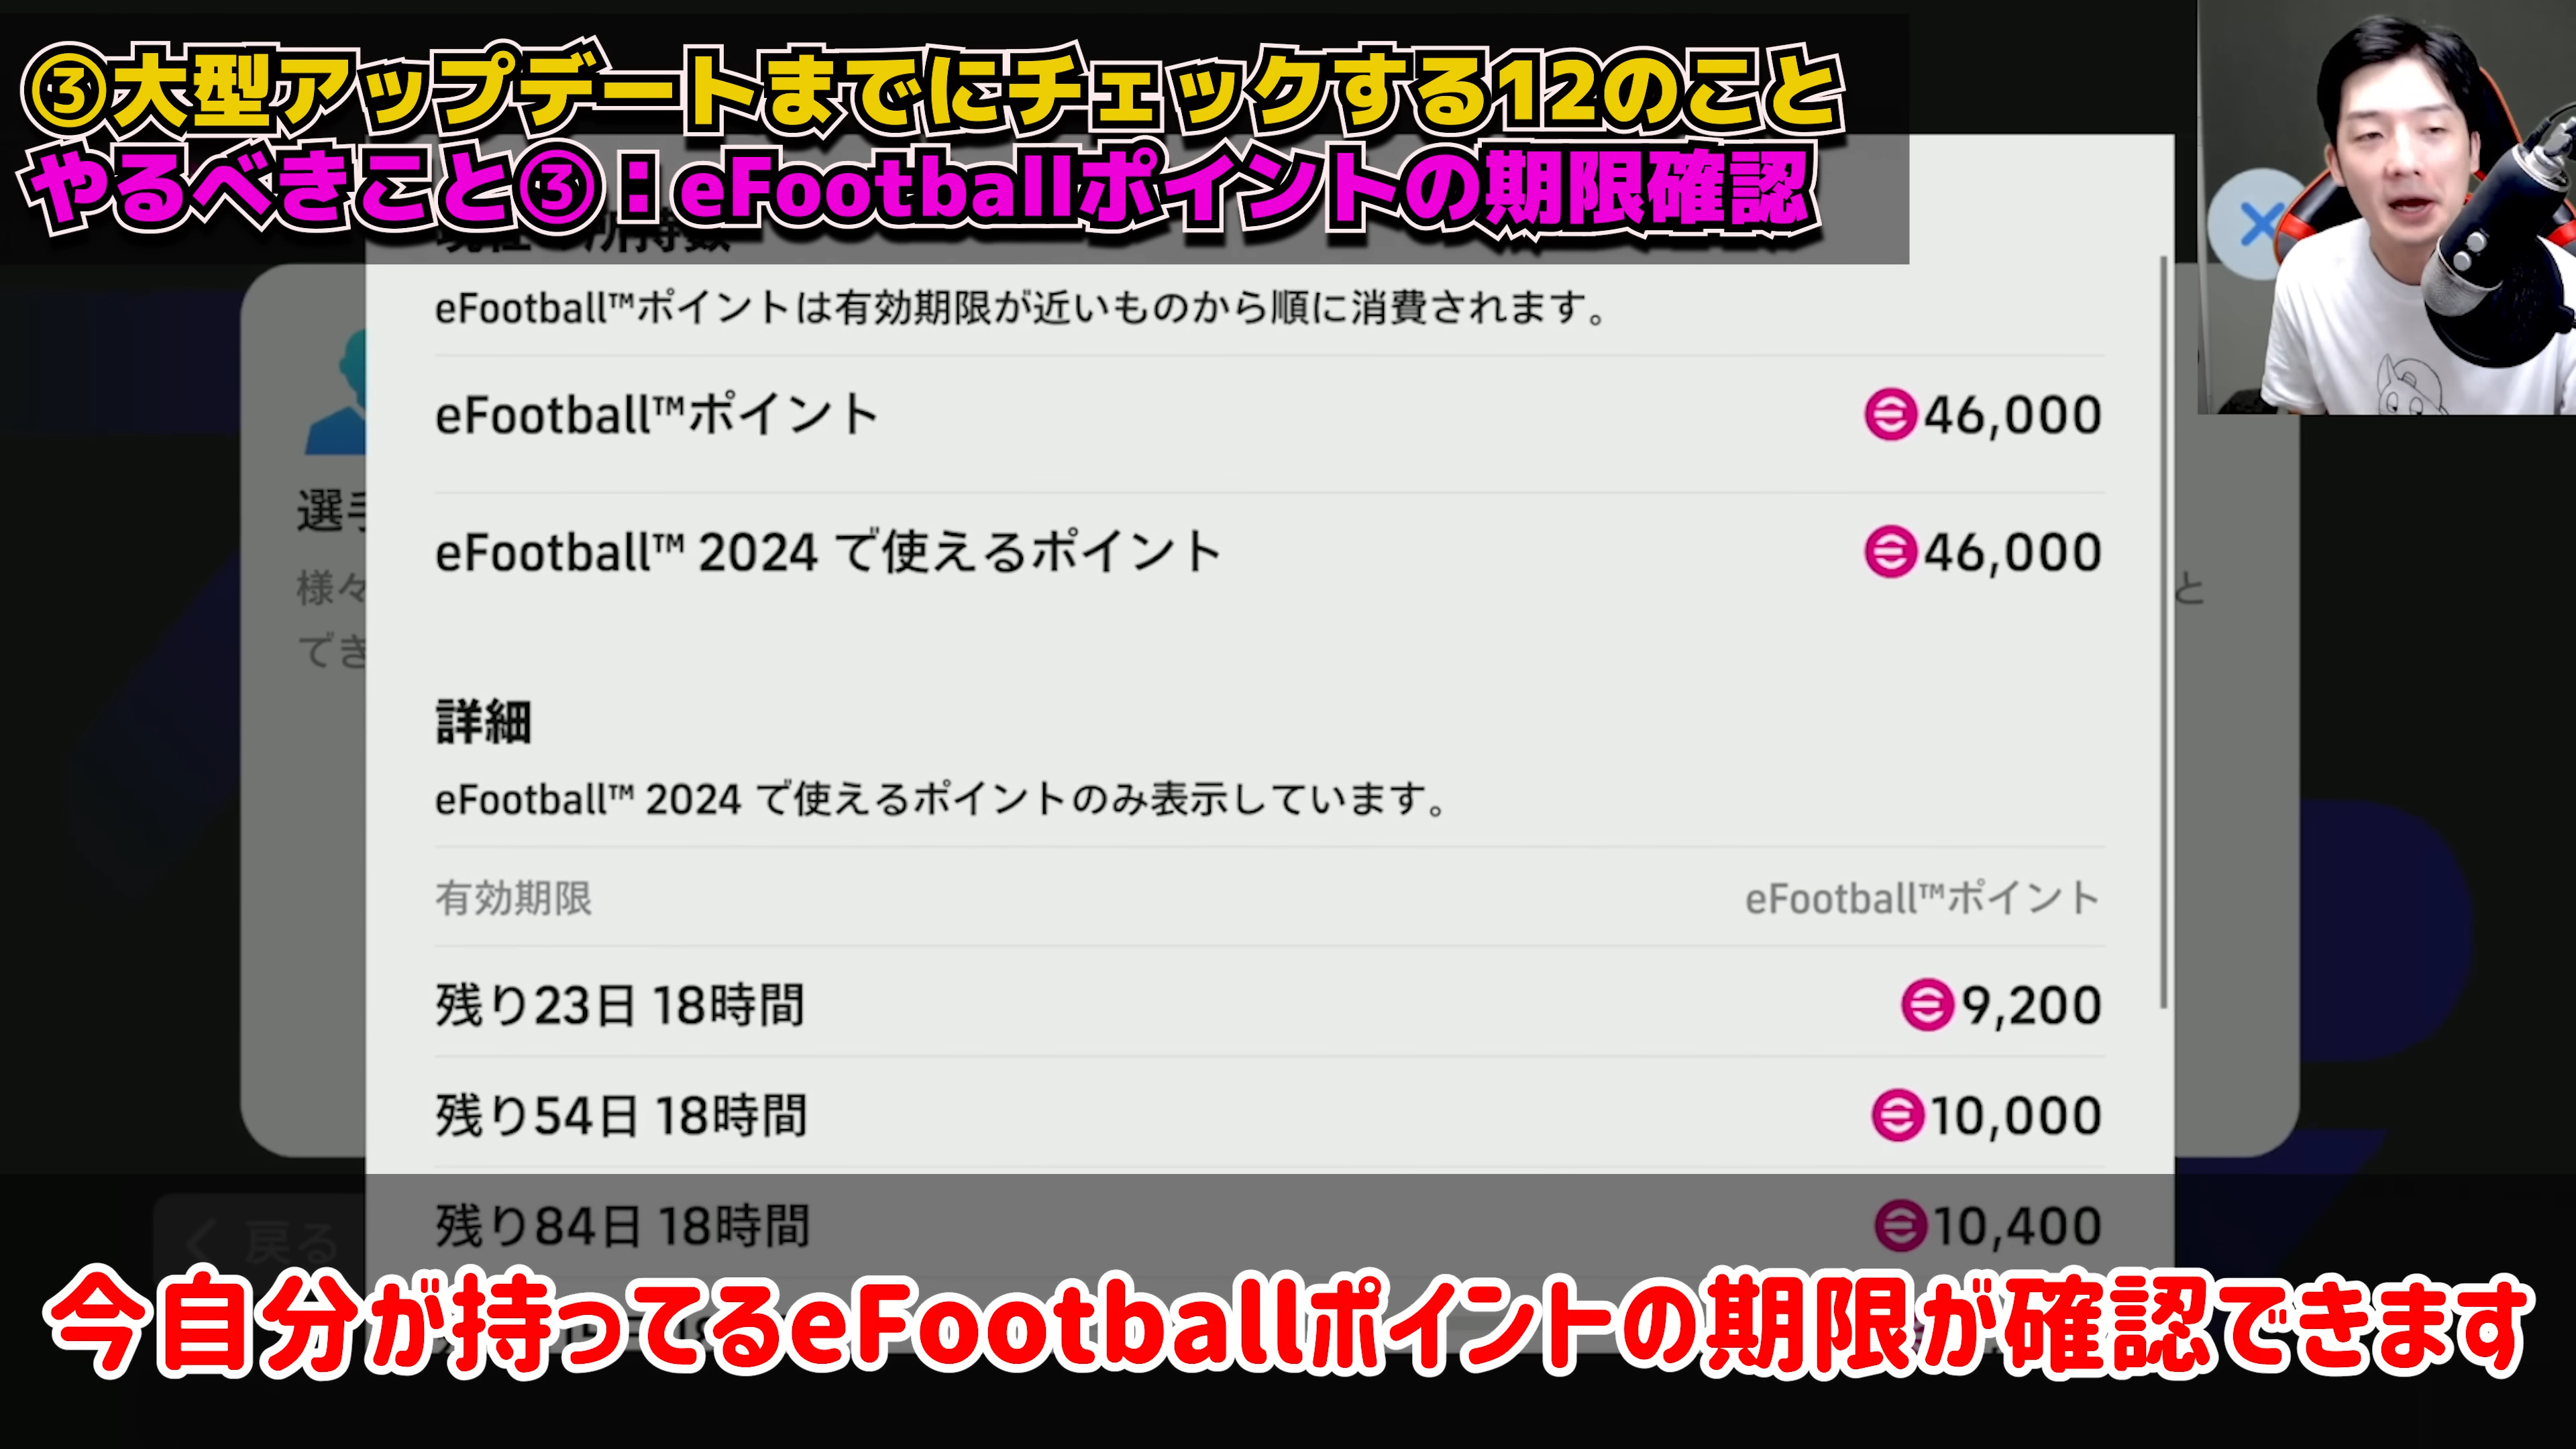 ③大型アップデートまでにチェックする12のこと
やるべきこと③：eFootballポイントの期限確認
eFootball™ポイントは有効期限が近いものから順に消費されます。
eFootball™ポイント 46,000
eFootball™ 2024 で使えるポイント 46,000
選手
様々
と
でき
詳細
eFootball™ 2024 で使えるポイントのみ表示しています。
有効期限 eFootball™ポイント
残り23日 18時間 9,200
残り54日 18時間 10,000
残り84日 18時間 10,400
戻る
今自分が持ってるeFootballポイントの期限が確認できます